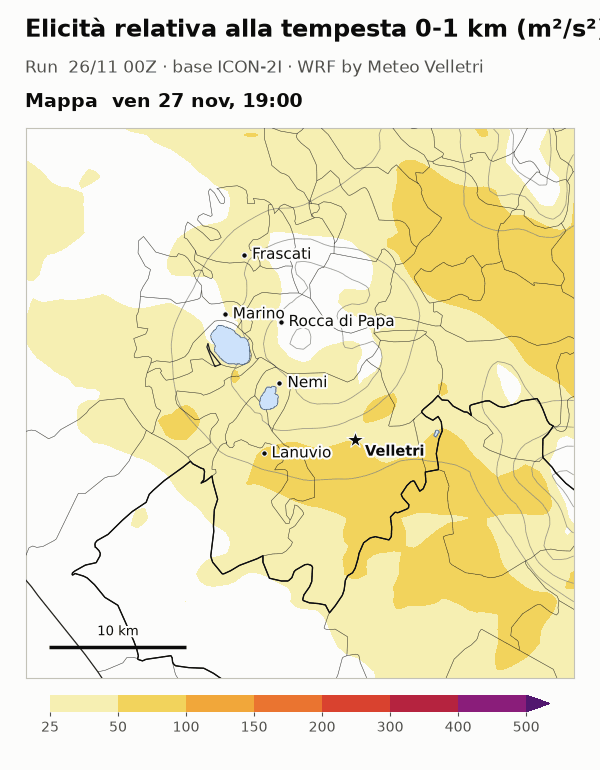 Elicità relativa alla tempesta 0-1 km (m²/s²)
Run  26/11 00Z · base ICON-2I · WRF by Meteo Velletri
Mappa  ven 27 nov, 19:00
Frascati
Marino
Rocca di Papa
Nemi
Velletri
Lanuvio
10 km
25 50 100 150 200 300 400 500